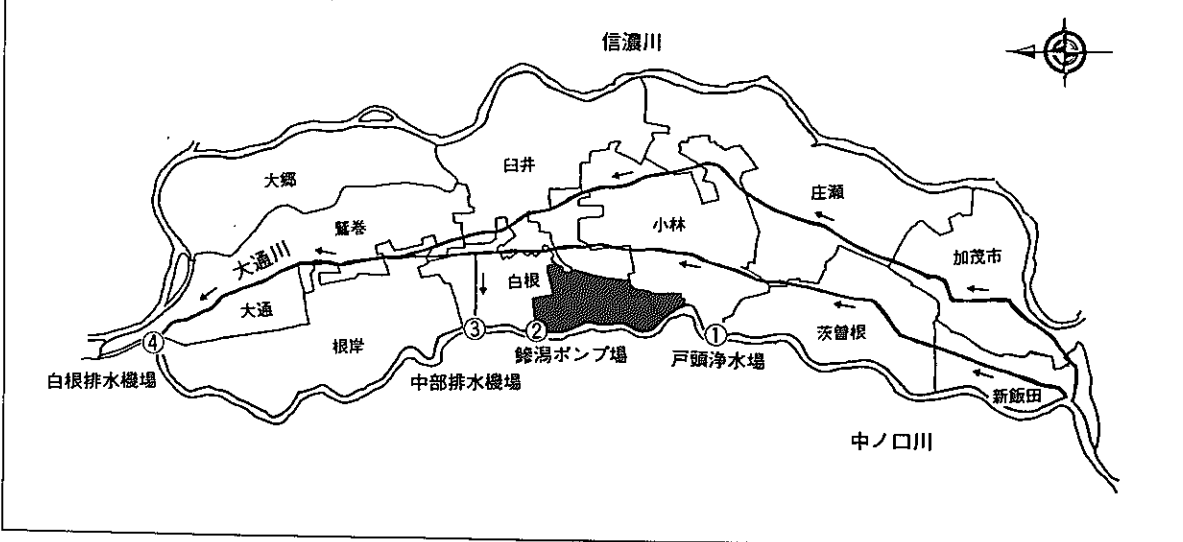 信濃川
大郷
臼井
庄瀬
鷲巻
小林
大通川
加茂市
白根
大通
根岸
茨曽根
④
③
②
①
鰺潟ポンプ場
戸頭浄水場
白根排水機場
中部排水機場
新飯田
中ノ口川